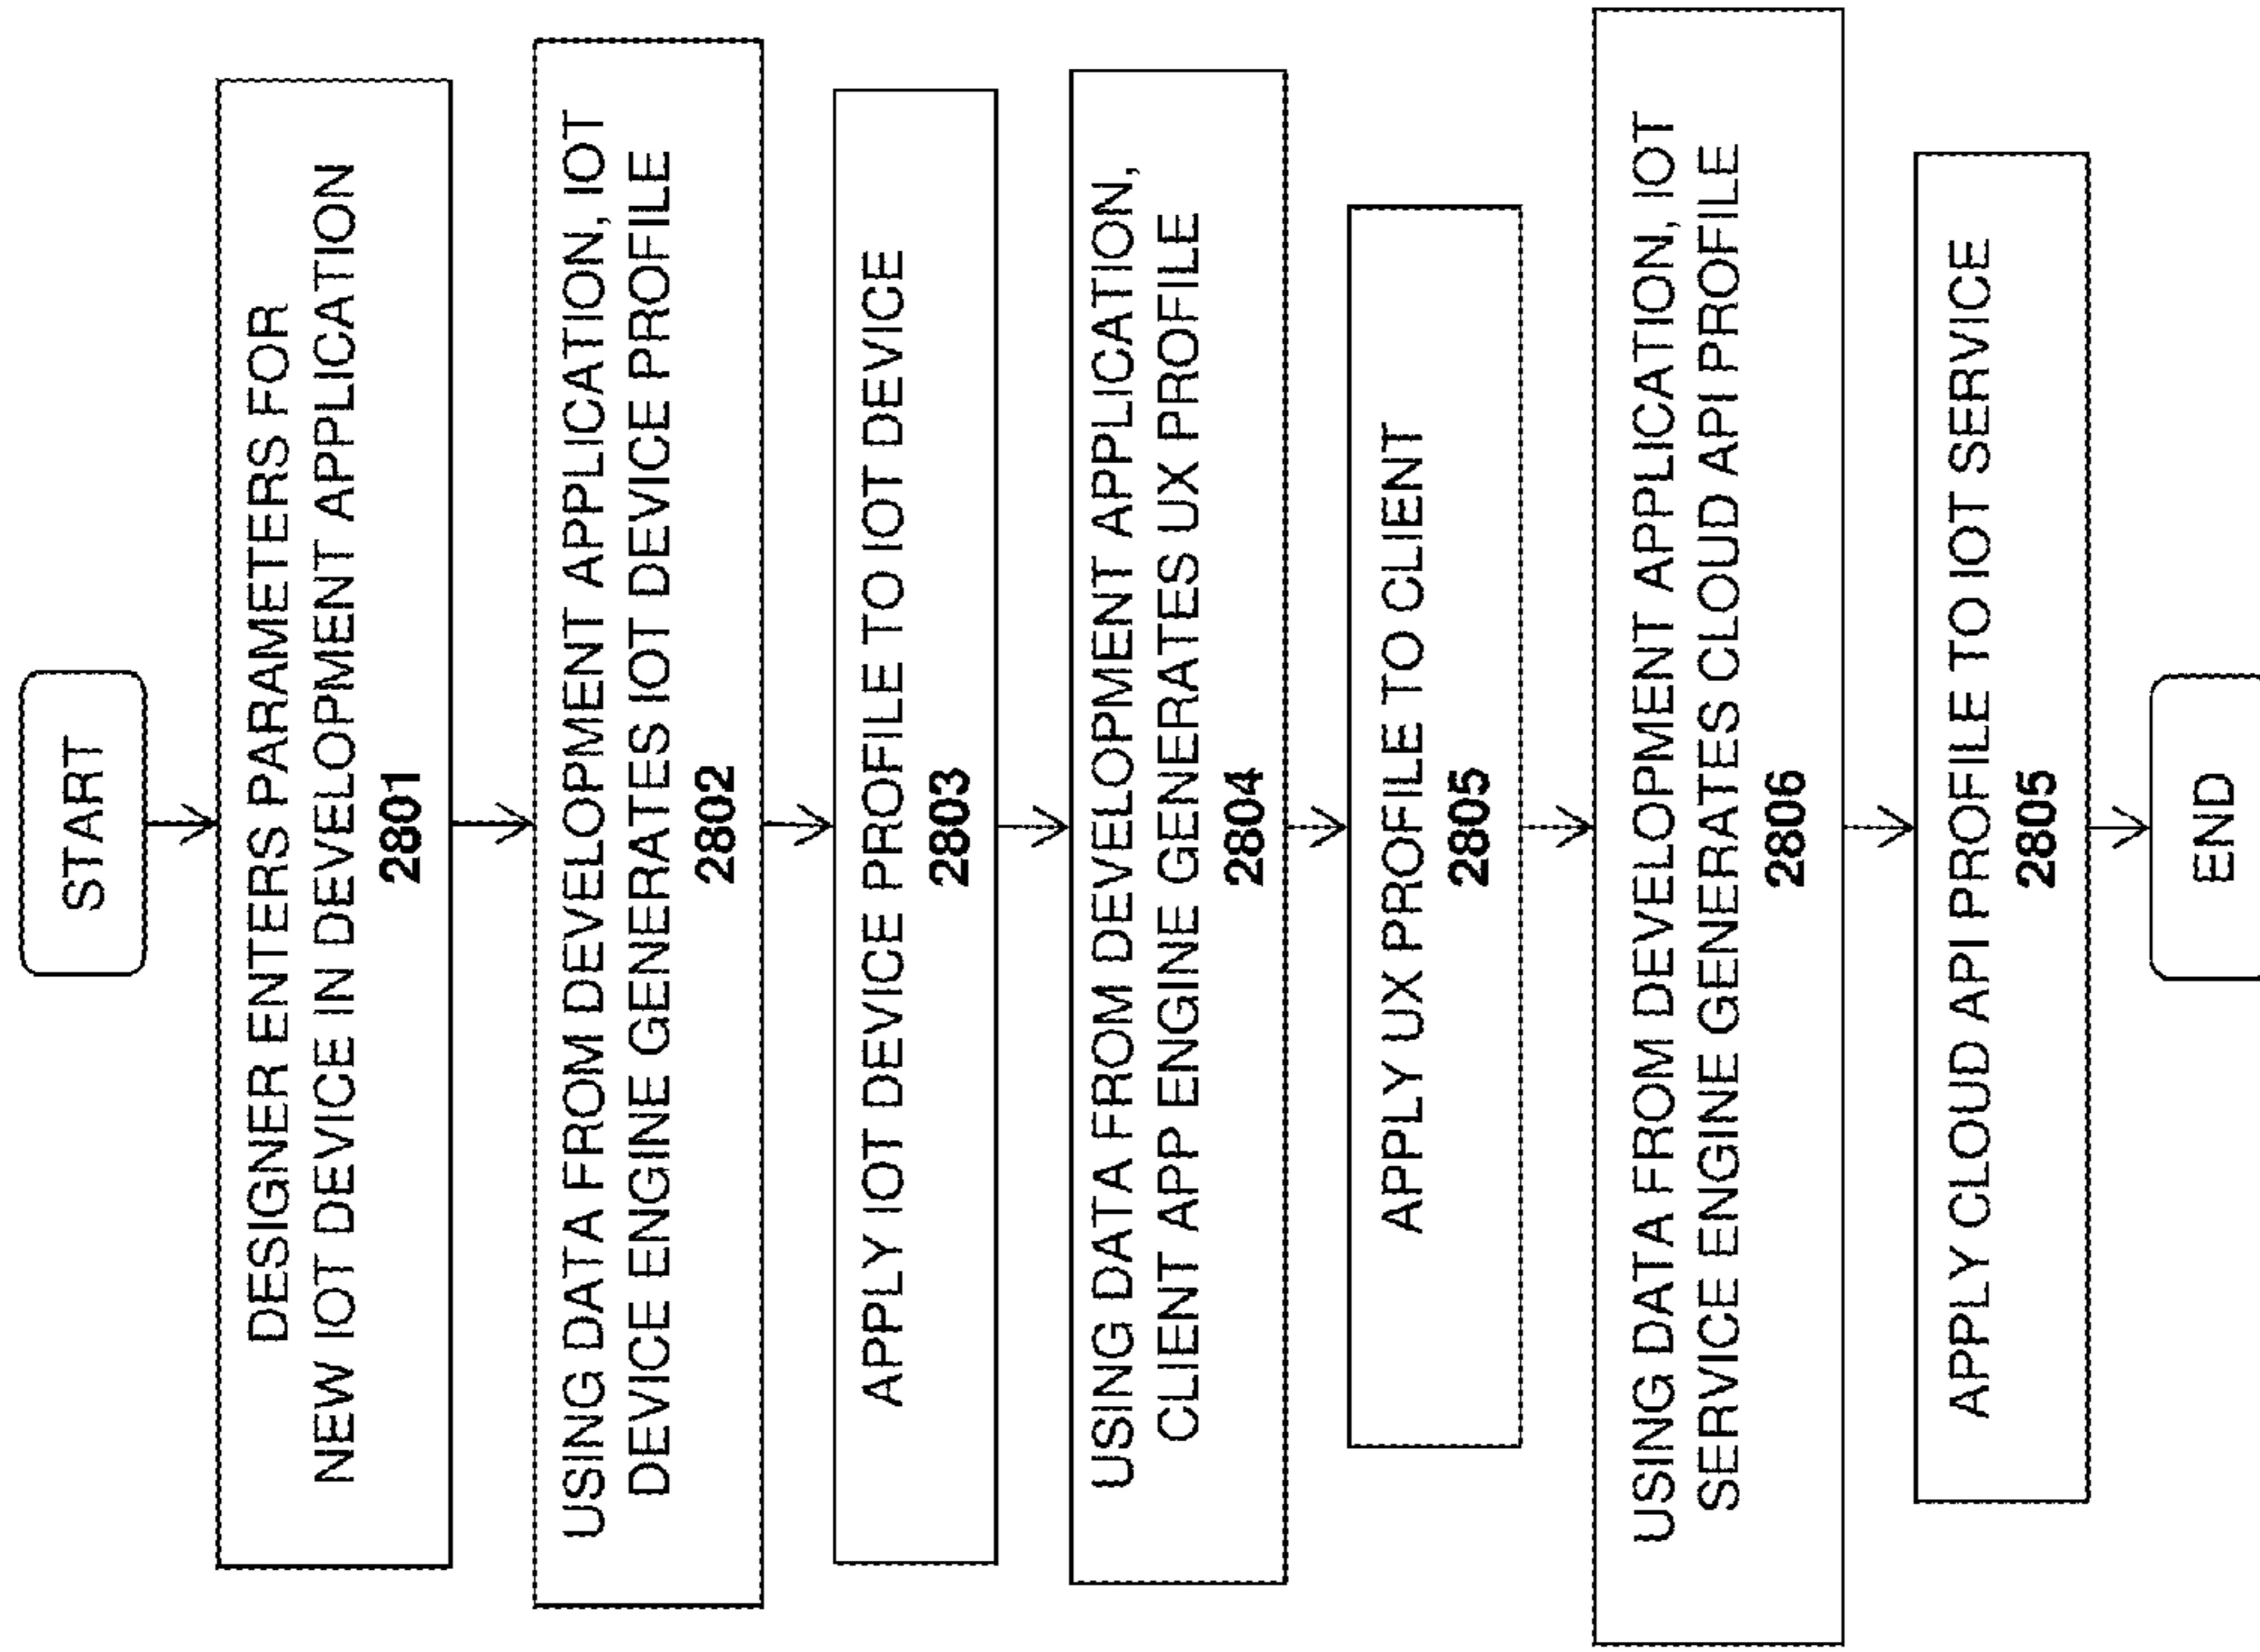 START
DESIGNER ENTERS PARAMETERS FOR
NEW IOT DEVICE IN DEVELOPMENT APPLICATION
2801
USING DATA FROM DEVELOPMENT APPLICATION, IOT
DEVICE ENGINE GENERATES IOT DEVICE PROFILE
2802
APPLY IOT DEVICE PROFILE TO IOT DEVICE
2803
USING DATA FROM DEVELOPMENT APPLICATION,
CLIENT APP ENGINE GENERATES UX PROFILE
2804
APPLY UX PROFILE TO CLIENT
2805
USING DATA FROM DEVELOPMENT APPLICATION, IOT
SERVICE ENGINE GENERATES CLOUD API PROFILE
2806
APPLY CLOUD API PROFILE TO IOT SERVICE
2805
END